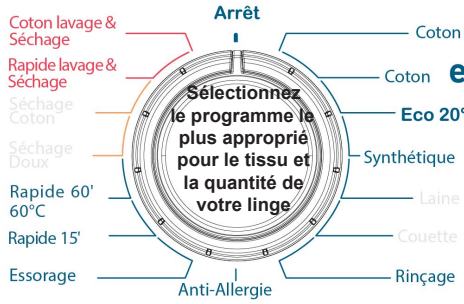 Arrêt
Coton lavage &
Séchage
Rapide lavage &
Séchage
Séchage
Coton
Séchage
Doux
Rapide 60'
60°C
Rapide 15'
Essorage
Anti-Allergie
Sélectionnez
le programme le
plus approprié
pour le tissu et
la quantité de
votre linge
Coton
Coton e
Eco 20°
Synthétique
Laine
Couette
Rinçage